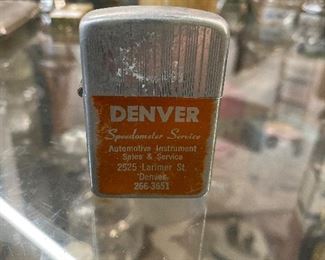 DENVER
Speedometer Service
Automotive Instrument
Sales & Service
2525 Larimer St.
Denver
266-3651